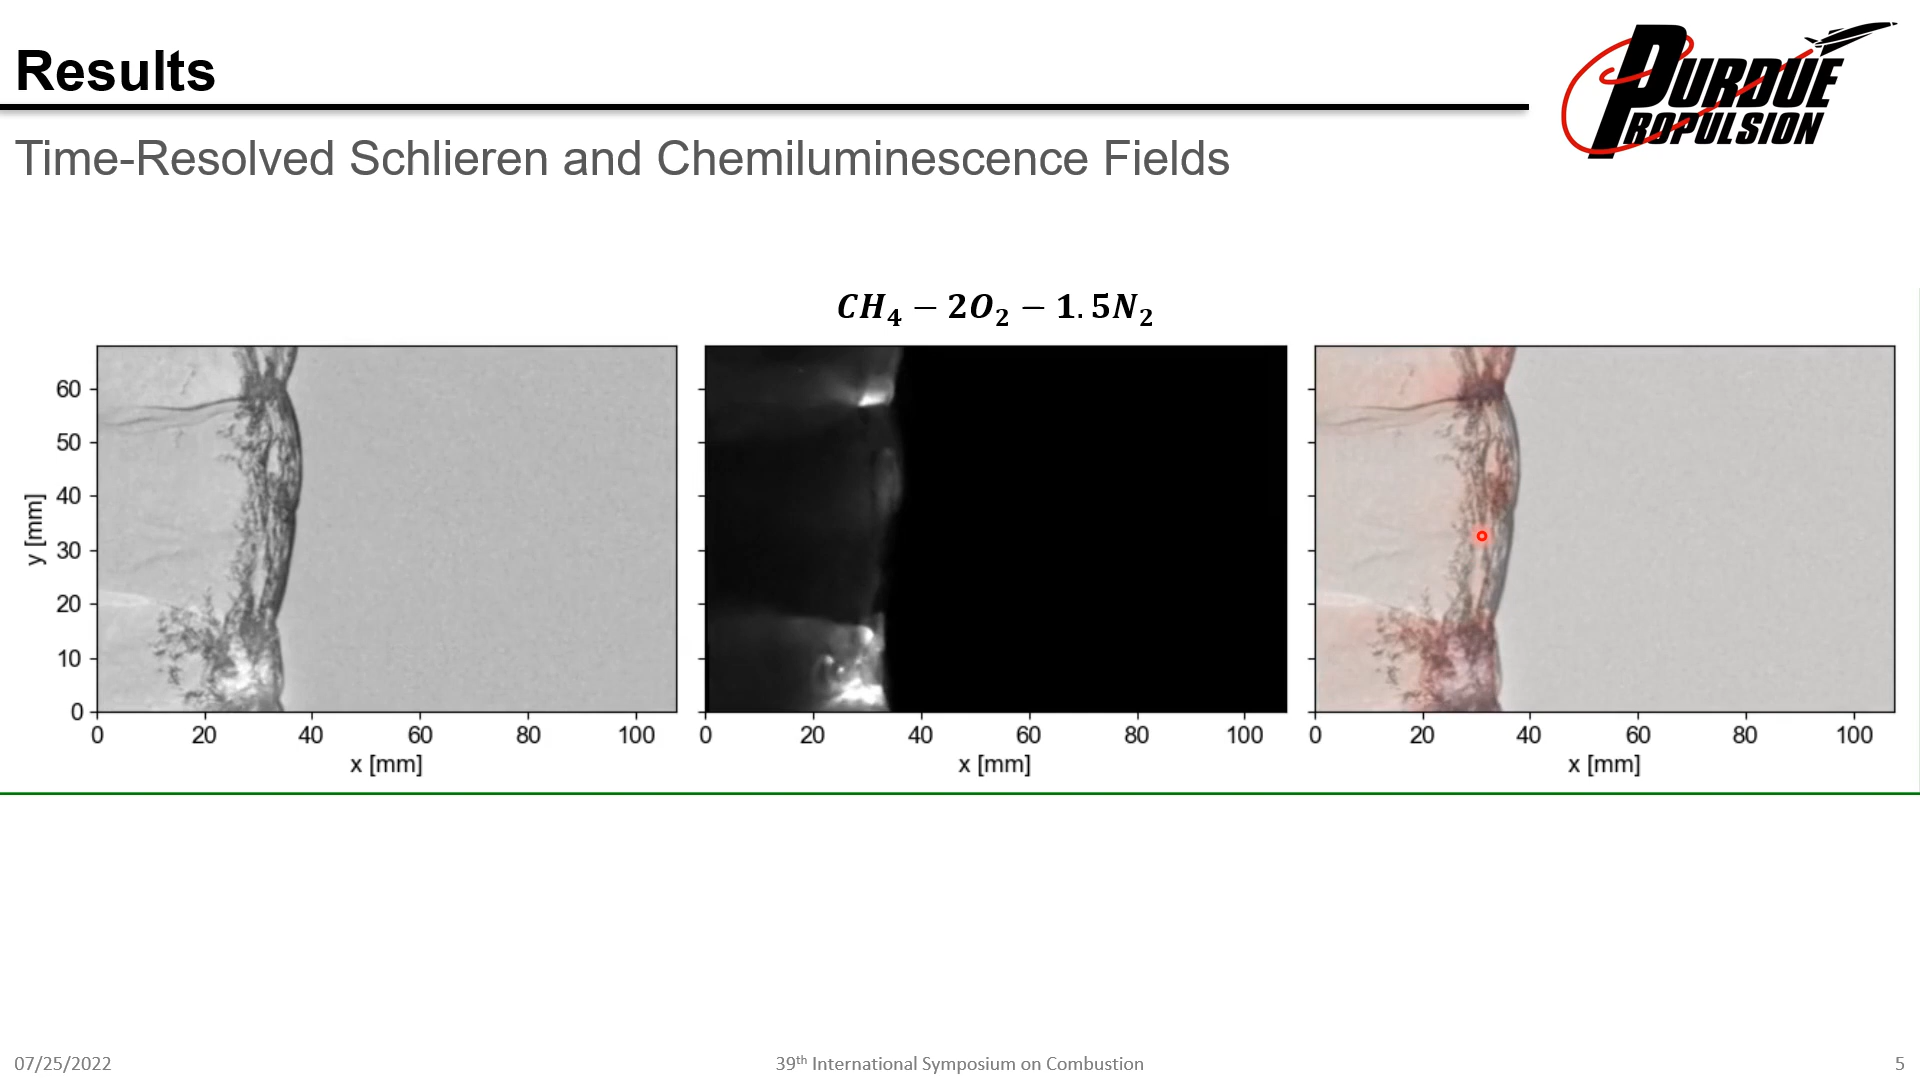 Results
PURDUE
PROPULSION
Time-Resolved Schlieren and Chemiluminescence Fields
CH₄ − 2O₂ − 1.5N₂
y [mm]
60
50
40
30
20
10
0
0 20 40 60 80 100
x [mm]
0 20 40 60 80 100
x [mm]
0 20 40 60 80 100
x [mm]
07/25/2022
39th International Symposium on Combustion
5